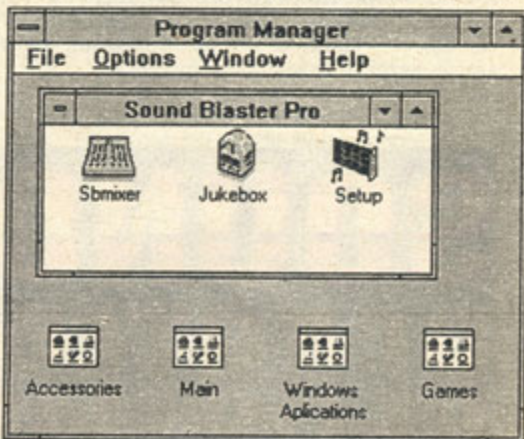 Program Manager
File Options Window Help
Sound Blaster Pro
Sbmixer Jukebox Setup
Accessories Main Windows Aplications Games